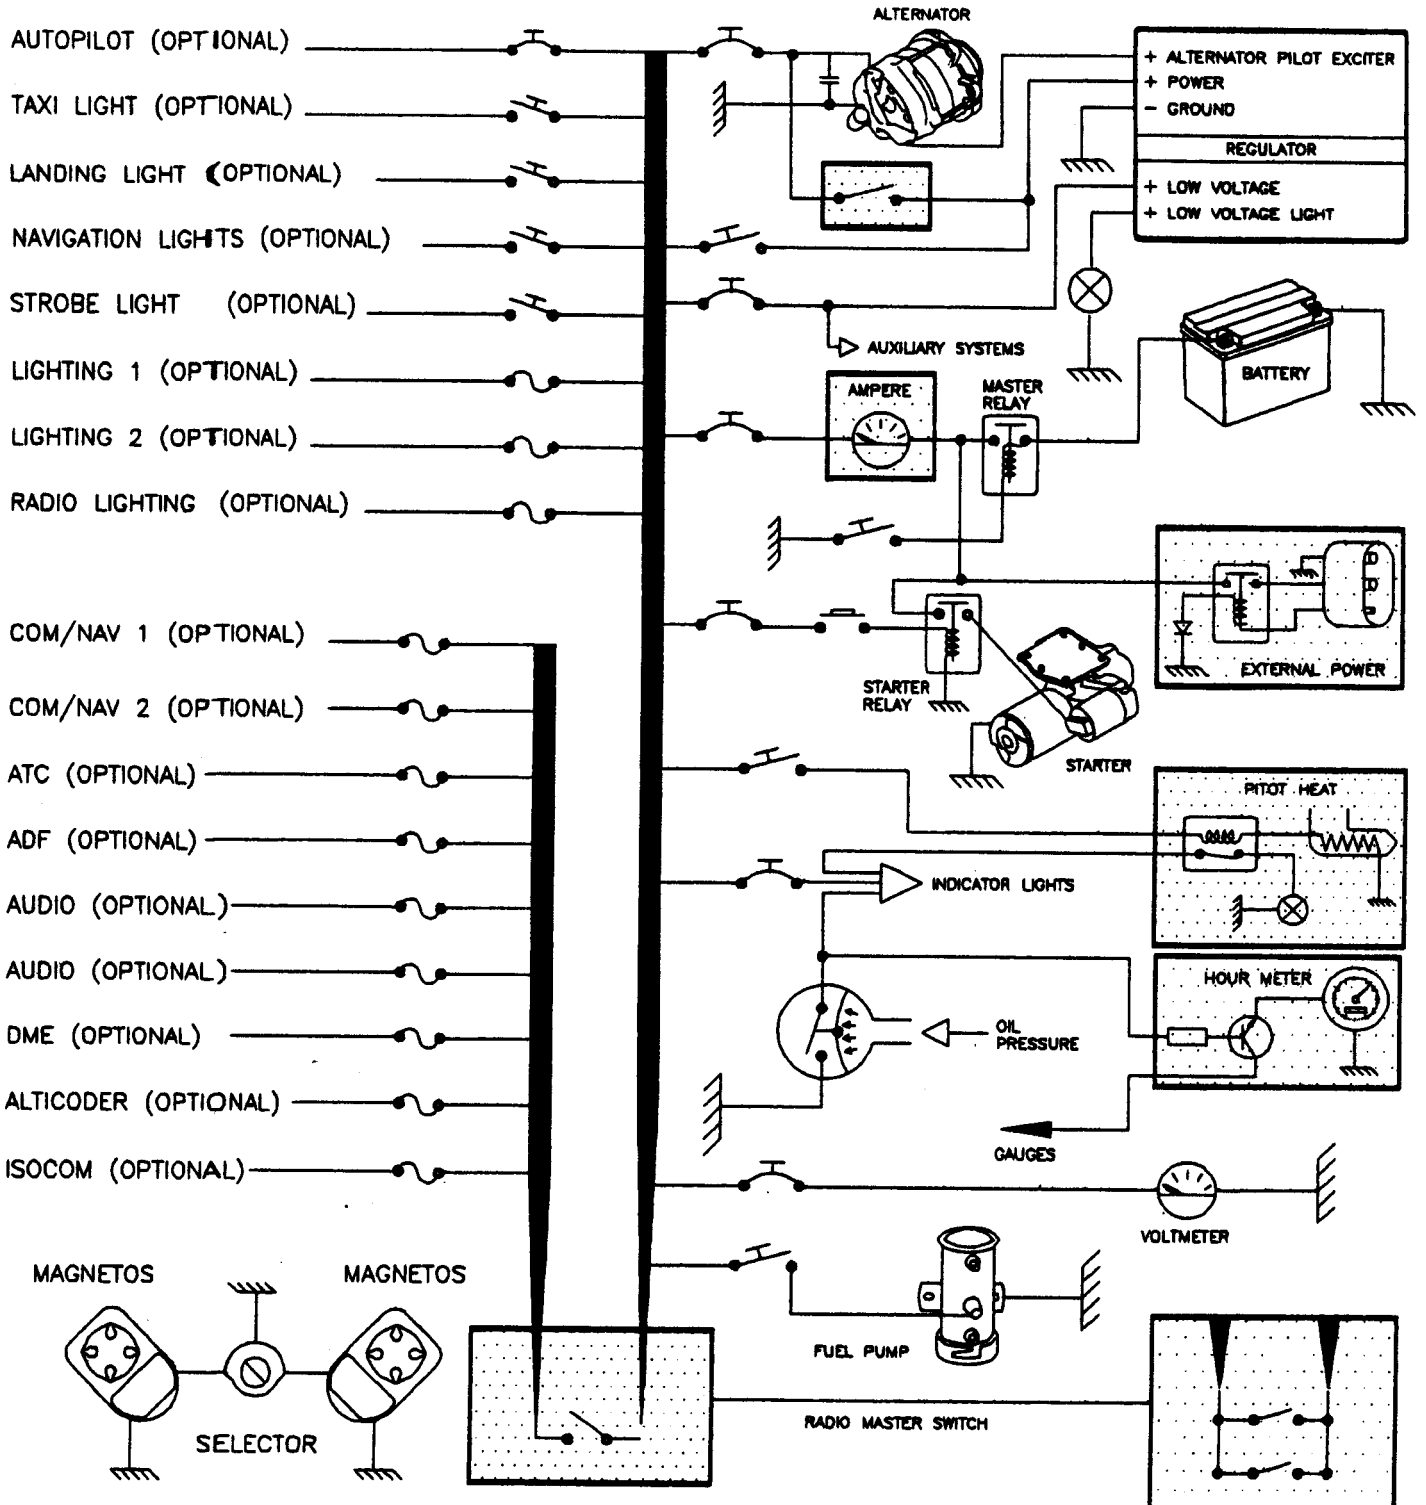 AUTOPILOT (OPTIONAL)
TAXI LIGHT (OPTIONAL)
LANDING LIGHT (OPTIONAL)
NAVIGATION LIGHTS (OPTIONAL)
STROBE LIGHT (OPTIONAL)
LIGHTING 1 (OPTIONAL)
LIGHTING 2 (OPTIONAL)
RADIO LIGHTING (OPTIONAL)
COM/NAV 1 (OPTIONAL)
COM/NAV 2 (OPTIONAL)
ATC (OPTIONAL)
ADF (OPTIONAL)
AUDIO (OPTIONAL)
AUDIO (OPTIONAL)
DME (OPTIONAL)
ALTICODER (OPTIONAL)
ISOCOM (OPTIONAL)
MAGNETOS
MAGNETOS
SELECTOR
ALTERNATOR
+ ALTERNATOR PILOT EXCITER
+ POWER
- GROUND
REGULATOR
+ LOW VOLTAGE
+ LOW VOLTAGE LIGHT
AUXILIARY SYSTEMS
BATTERY
AMPERE
MASTER
RELAY
EXTERNAL POWER
STARTER
RELAY
STARTER
PITOT HEAT
INDICATOR LIGHTS
HOUR METER
OIL
PRESSURE
GAUGES
VOLTMETER
FUEL PUMP
RADIO MASTER SWITCH